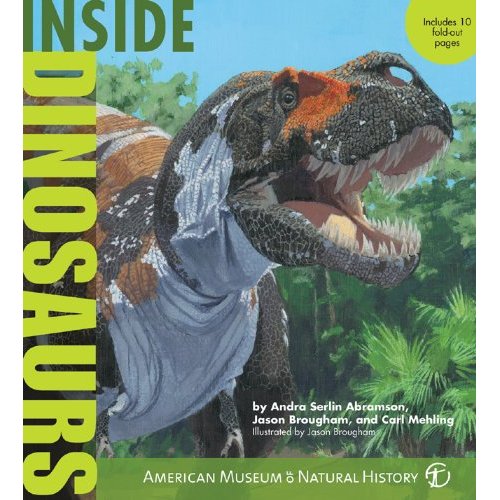 INSIDE
DINOSAURS
Includes 10
fold-out
pages
by Andra Serlin Abramson,
Jason Brougham, and Carl Mehling
Illustrated by Jason Brougham
AMERICAN MUSEUM OF NATURAL HISTORY